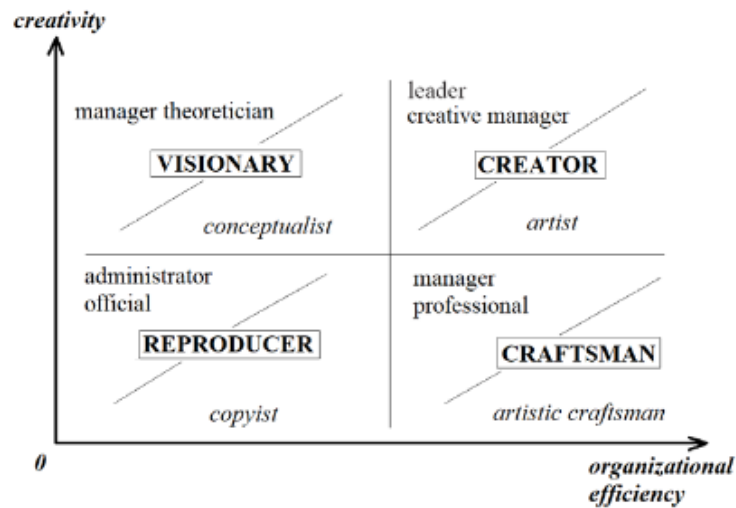 creativity
manager theoretician
VISIONARY
conceptualist
leader
creative manager
CREATOR
artist
administrator
official
REPRODUCER
copyist
manager
professional
CRAFTSMAN
artistic craftsman
0
organizational
efficiency